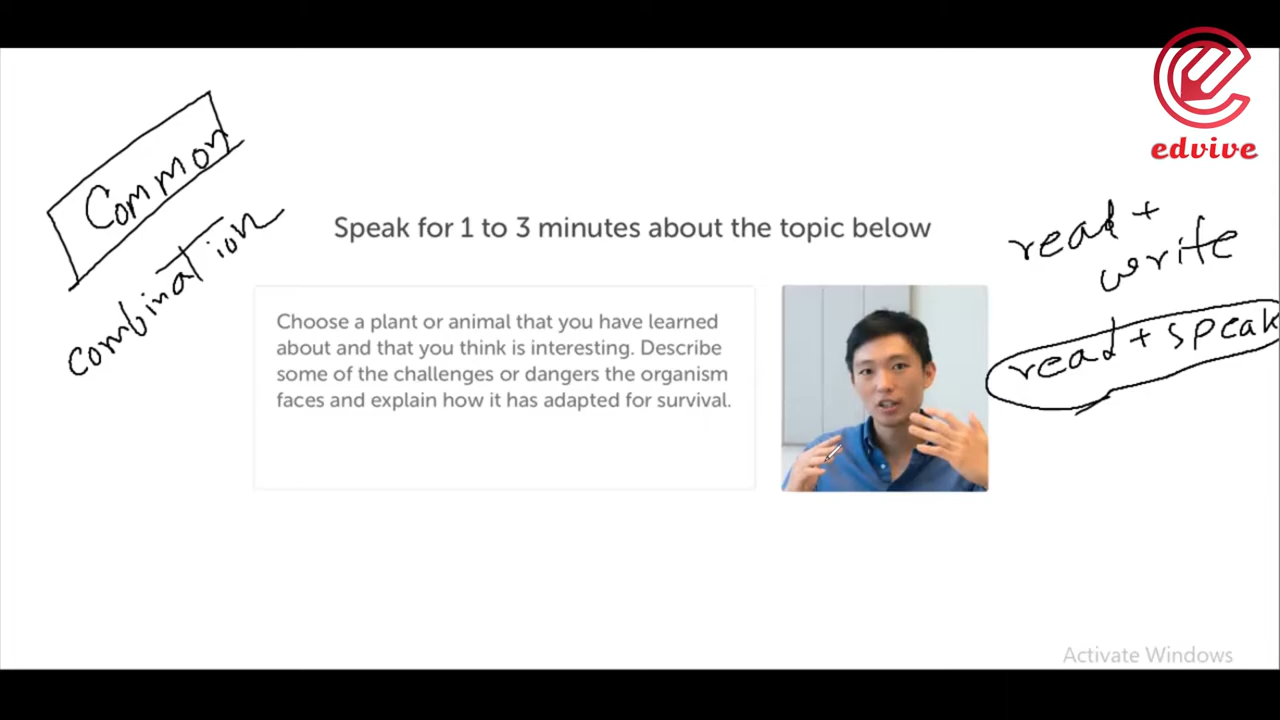 edvive
Common
combination
Speak for 1 to 3 minutes about the topic below
read +
write
read + speak
Choose a plant or animal that you have learned
about and that you think is interesting. Describe
some of the challenges or dangers the organism
faces and explain how it has adapted for survival.
Activate Windows